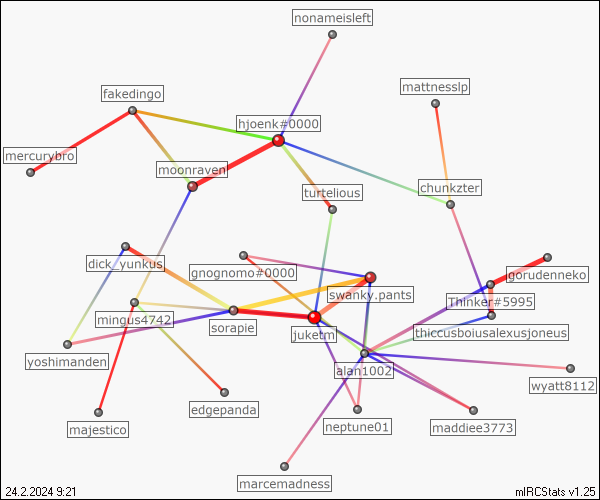 nonameisleft
mattnesslp
fakedingo
hjoenk#0000
mercurybro
moonraven
chunkzter
turtelious
dick_yunkus
gnognomo#0000
gorudenneko
swanky.pants
Thinker#5995
mingus4742
sorapie
juketm
thiccusboiusalexusjoneus
yoshimanden
alan1002
wyatt8112
edgepanda
majestico
neptune01
maddiee3773
marcemadness
24.2.2024 9:21
mIRCStats v1.25